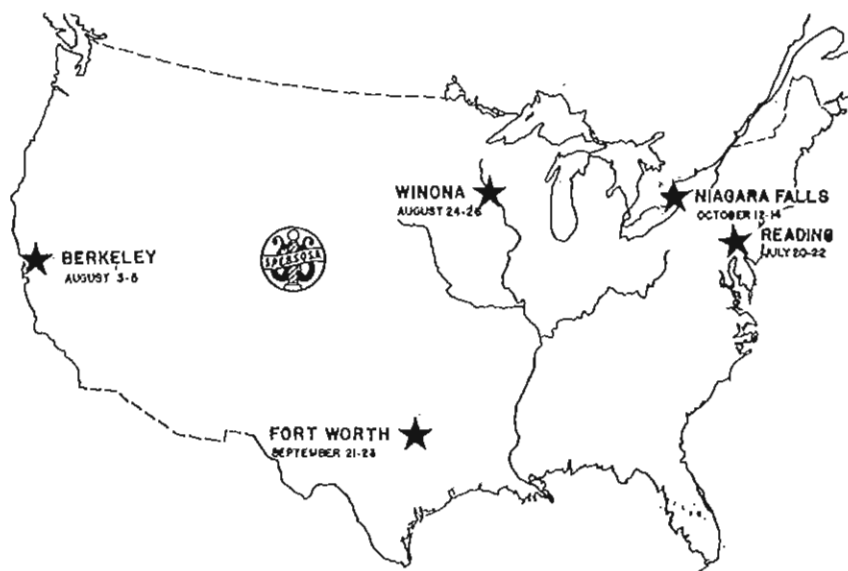 WINONA
AUGUST 24-26
NIAGARA FALLS
OCTOBER 12-14
READING
JULY 20-22
BERKELEY
AUGUST 3-5
S.P.E.B.S.Q.S.A.
FORT WORTH
SEPTEMBER 21-23